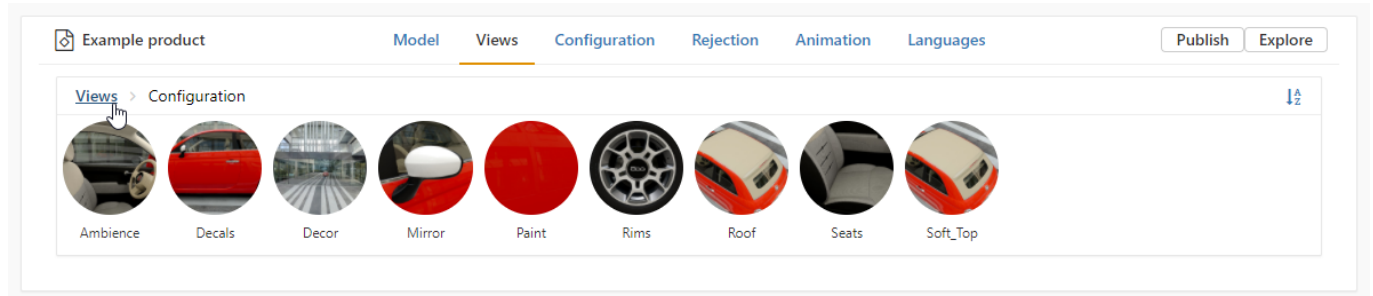 Example product Model Views Configuration Rejection Animation Languages Publish Explore
Views > Configuration
Ambience Decals Decor Mirror Paint Rims Roof Seats Soft_Top